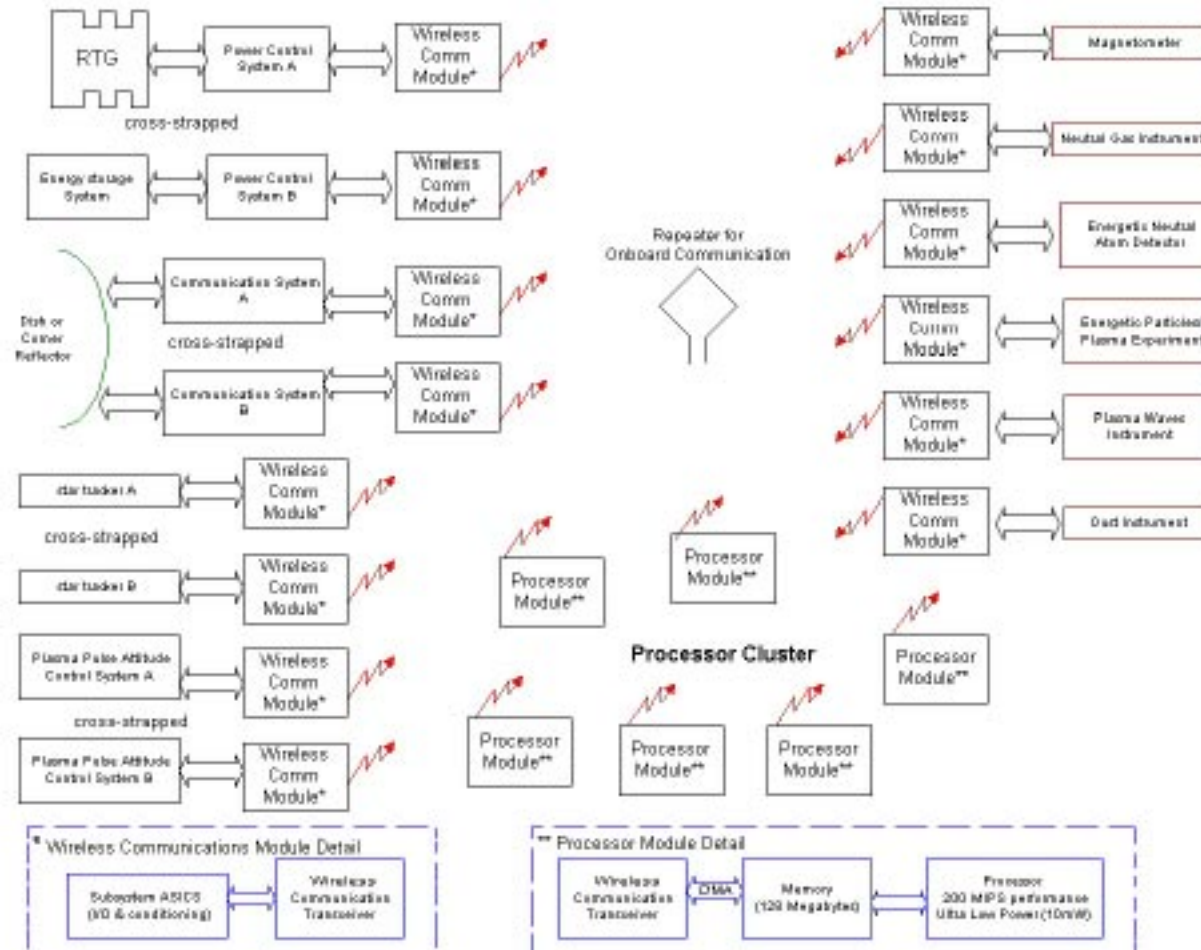 RTG
Power Control
System A
Wireless
Comm
Module*
cross-strapped
Energy storage
System
Power Control
System B
Wireless
Comm
Module*
Dish or
Corner
Reflector
Communication System
A
Wireless
Comm
Module*
cross-strapped
Communication System
B
Wireless
Comm
Module*
star tracker A
Wireless
Comm
Module*
cross-strapped
star tracker B
Wireless
Comm
Module*
Plasma Pulse Attitude
Control System A
Wireless
Comm
Module*
cross-strapped
Plasma Pulse Attitude
Control System B
Wireless
Comm
Module*
Repeater for
Onboard Communication
Wireless
Comm
Module*
Magnetometer
Wireless
Comm
Module*
Neutral Gas Instrument
Wireless
Comm
Module*
Energetic Neutral
Atom Detector
Wireless
Comm
Module*
Energetic Particles/
Plasma Experiment
Wireless
Comm
Module*
Plasma Waves
Instrument
Wireless
Comm
Module*
Dust Instrument
Processor
Module**
Processor
Module**
Processor Cluster
Processor
Module**
Processor
Module**
Processor
Module**
Processor
Module**
* Wireless Communications Module Detail
Subsystem ASICS
(I/O & conditioning)
Wireless
Communication
Tranceiver
** Processor Module Detail
Wireless
Communication
Tranceiver
DMA
Memory
(128 Megabytes)
Processor
200 MIPS performance
Ultra Low Power (10mW)